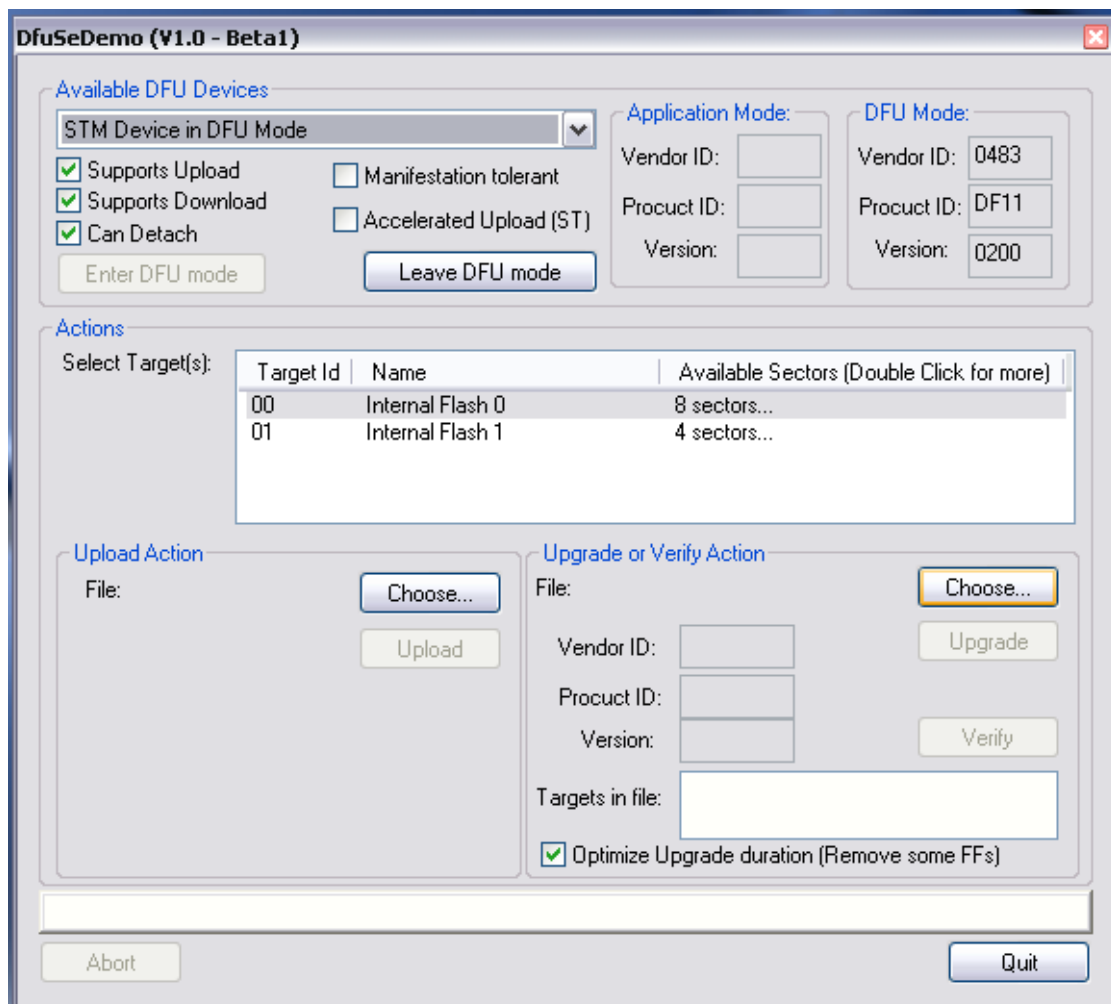 DfuSeDemo (V1.0 - Beta1)
Available DFU Devices
STM Device in DFU Mode
Supports Upload
Supports Download
Can Detach
Enter DFU mode
Manifestation tolerant
Accelerated Upload (ST)
Leave DFU mode
Application Mode:
Vendor ID:
Procuct ID:
Version:
DFU Mode:
Vendor ID: 0483
Procuct ID: DF11
Version: 0200
Actions
Select Target(s):
Target Id Name Available Sectors (Double Click for more)
00 Internal Flash 0 8 sectors...
01 Internal Flash 1 4 sectors...
Upload Action
File: Choose...
Upload
Upgrade or Verify Action
File: Choose...
Vendor ID: Upgrade
Procuct ID:
Version: Verify
Targets in file:
Optimize Upgrade duration (Remove some FFs)
Abort Quit